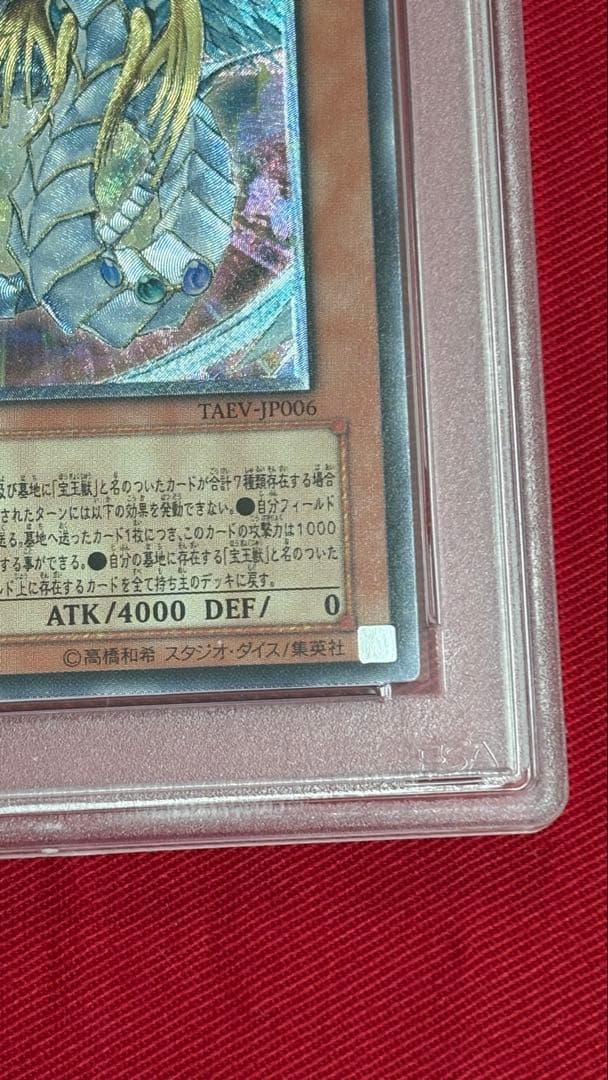 TAEV-JP006
及び墓地に「宝玉獣」と名のついたカードが合計7種類存在する場合
されたターンには以下の効果を発動できない。●自分フィールド
送る。墓地へ送ったカード1枚につき、このカードの攻撃力は1000
する事ができる。●自分の墓地に存在する「宝玉獣」と名のついた
ルド上に存在するカードを全て持ち主のデッキに戻す。
ATK/4000 DEF/ 0
©高橋和希 スタジオ・ダイス/集英社
PSA